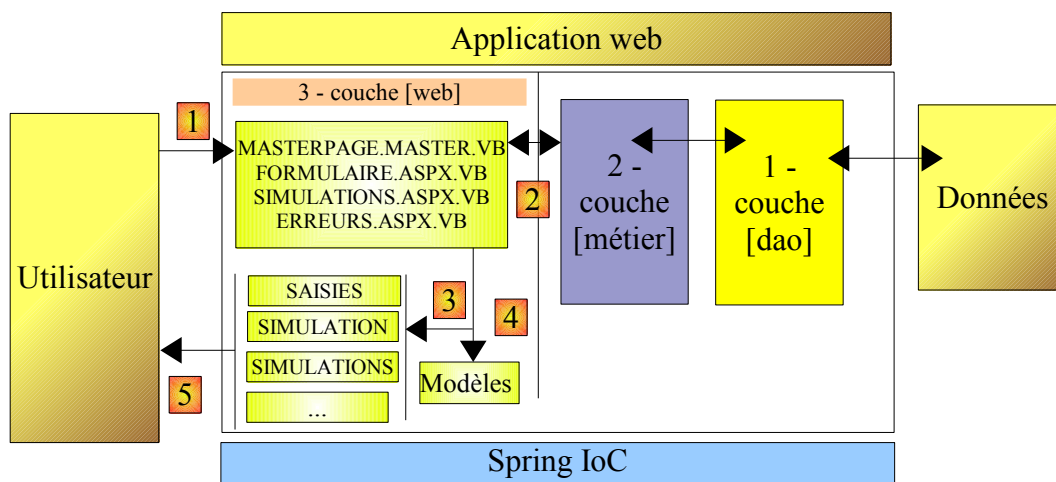 Application web
3 - couche [web]
1
MASTERPAGE.MASTER.VB
FORMULAIRE.ASPX.VB
SIMULATIONS.ASPX.VB
ERREURS.ASPX.VB
2
2 -
couche
[métier]
1 -
couche
[dao]
Données
Utilisateur
SAISIES
SIMULATION
SIMULATIONS
...
3
4
Modèles
5
Spring IoC